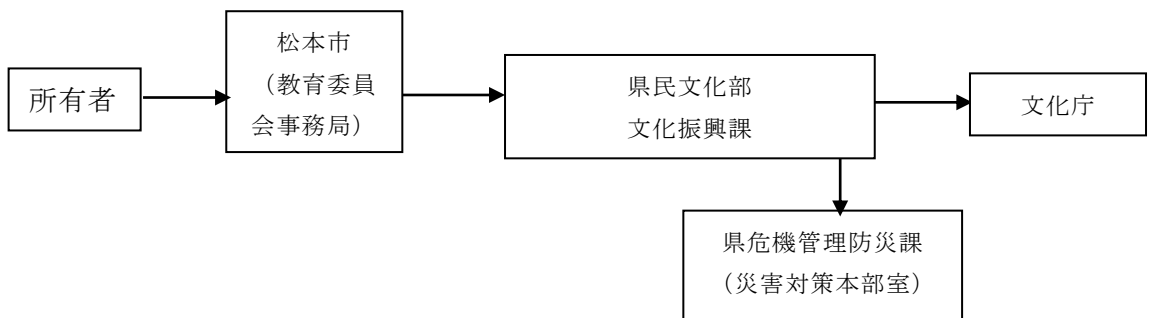 所有者
松本市
（教育委員
会事務局）
県民文化部
文化振興課
文化庁
県危機管理防災課
（災害対策本部室）